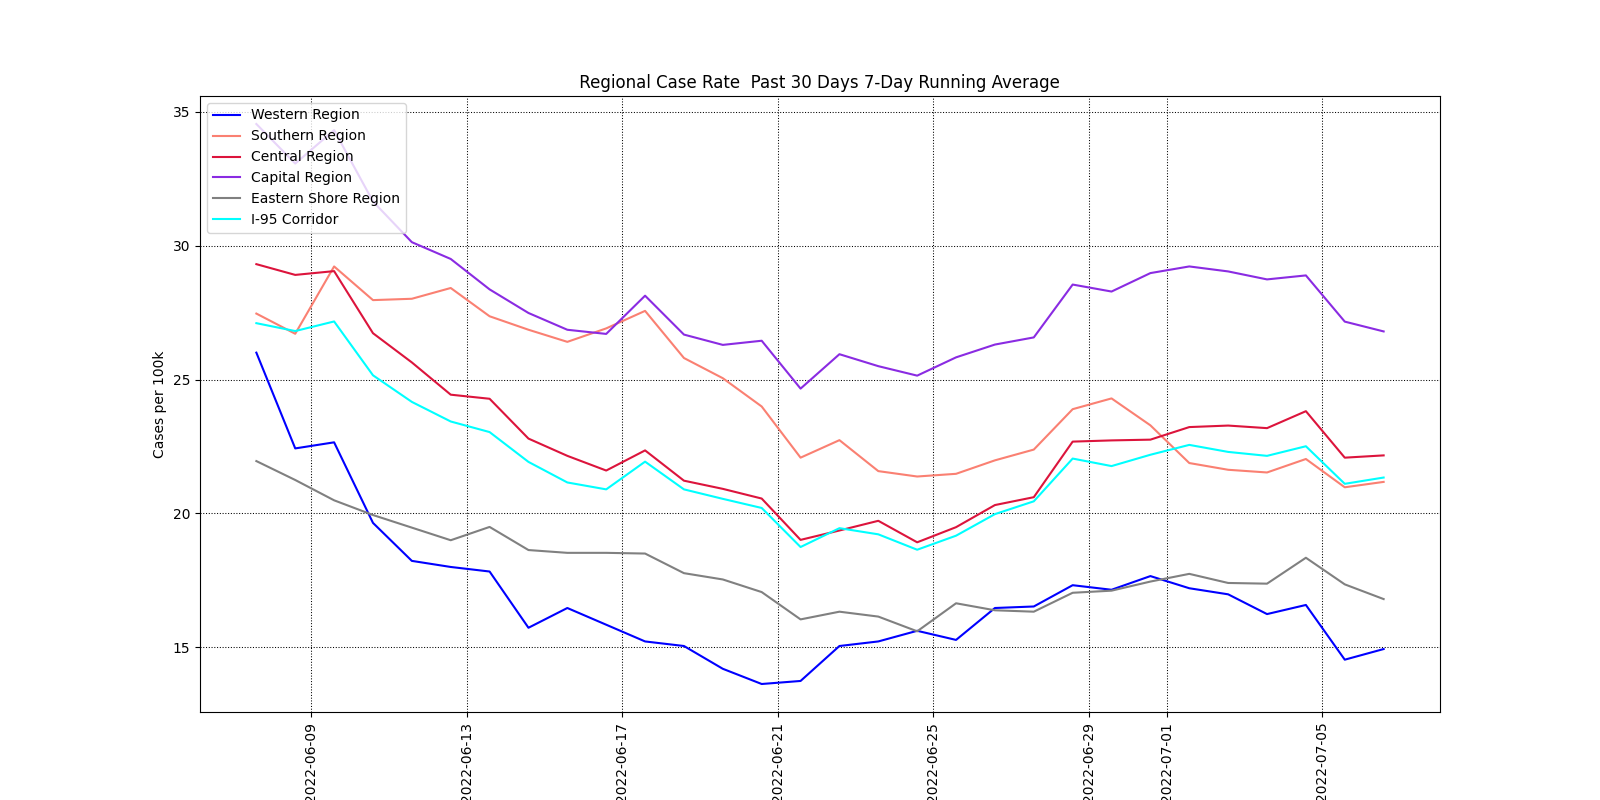 Regional Case Rate  Past 30 Days 7-Day Running Average
35
30
25
20
15
Cases per 100k
Western Region
Southern Region
Central Region
Capital Region
Eastern Shore Region
I-95 Corridor
2022-06-09
2022-06-13
2022-06-17
2022-06-21
2022-06-25
2022-06-29
2022-07-01
2022-07-05